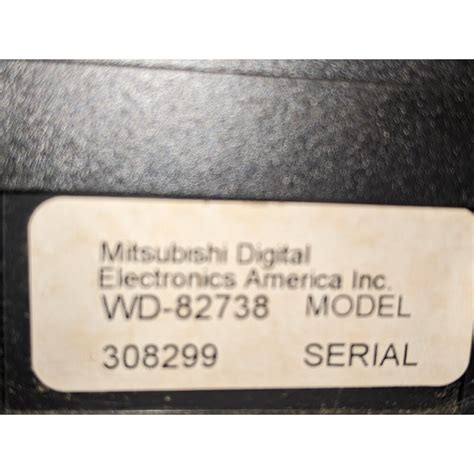 Mitsubishi Digital
Electronics America Inc.
WD-82738 MODEL
308299 SERIAL